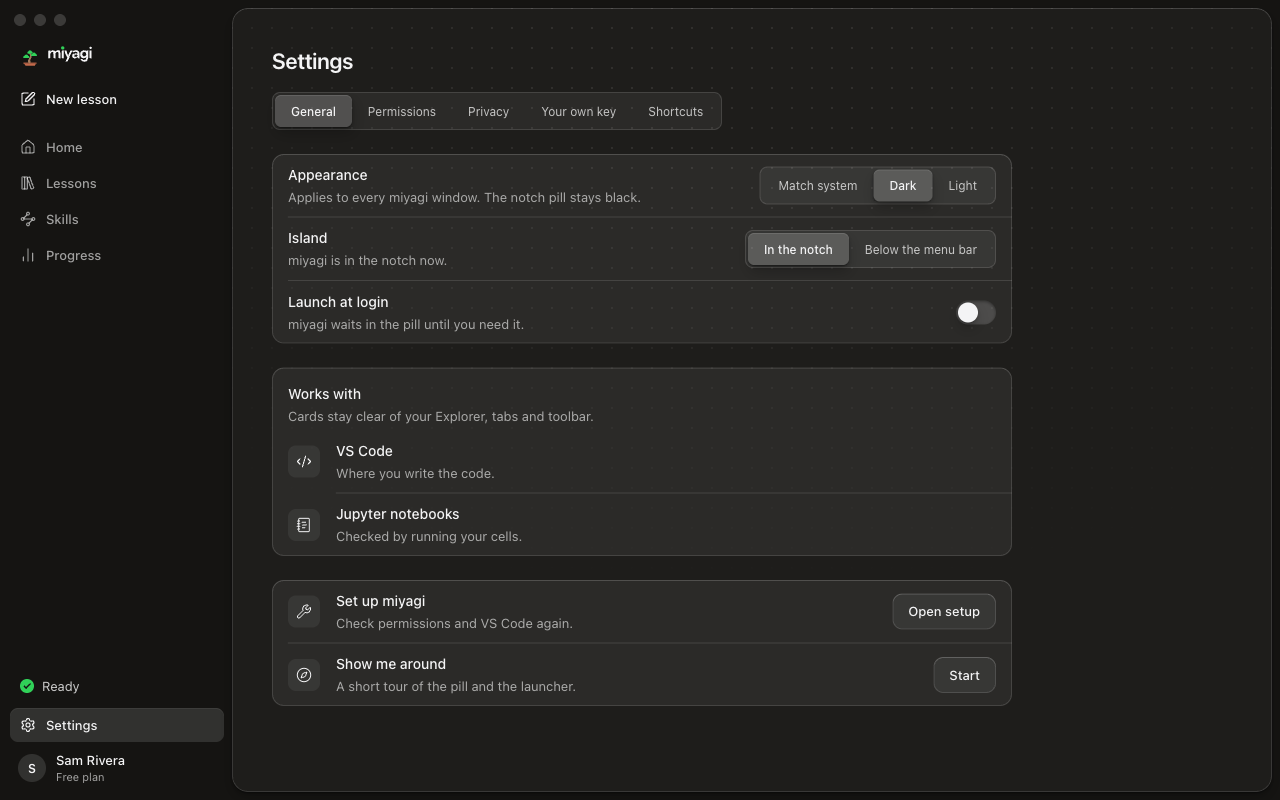 miyagi
New lesson
Home
Lessons
Skills
Progress
Ready
Settings
S
Sam Rivera
Free plan
Settings
General
Permissions
Privacy
Your own key
Shortcuts
Appearance
Applies to every miyagi window. The notch pill stays black.
Match system
Dark
Light
Island
miyagi is in the notch now.
In the notch
Below the menu bar
Launch at login
miyagi waits in the pill until you need it.
Works with
Cards stay clear of your Explorer, tabs and toolbar.
VS Code
Where you write the code.
Jupyter notebooks
Checked by running your cells.
Set up miyagi
Check permissions and VS Code again.
Open setup
Show me around
A short tour of the pill and the launcher.
Start